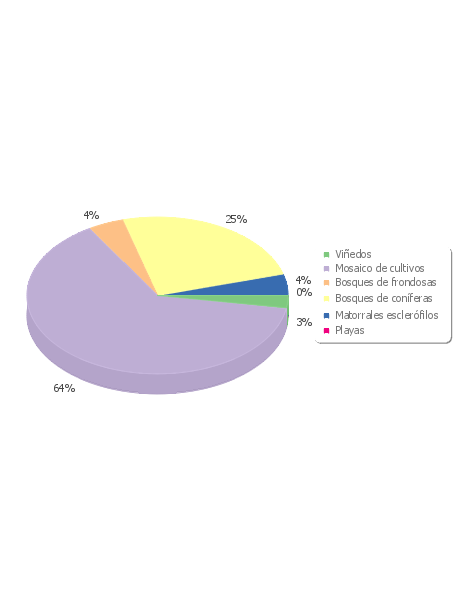 4%
25%
4%
0%
3%
64%
Viñedos
Mosaico de cultivos
Bosques de frondosas
Bosques de coníferas
Matorrales esclerófilos
Playas